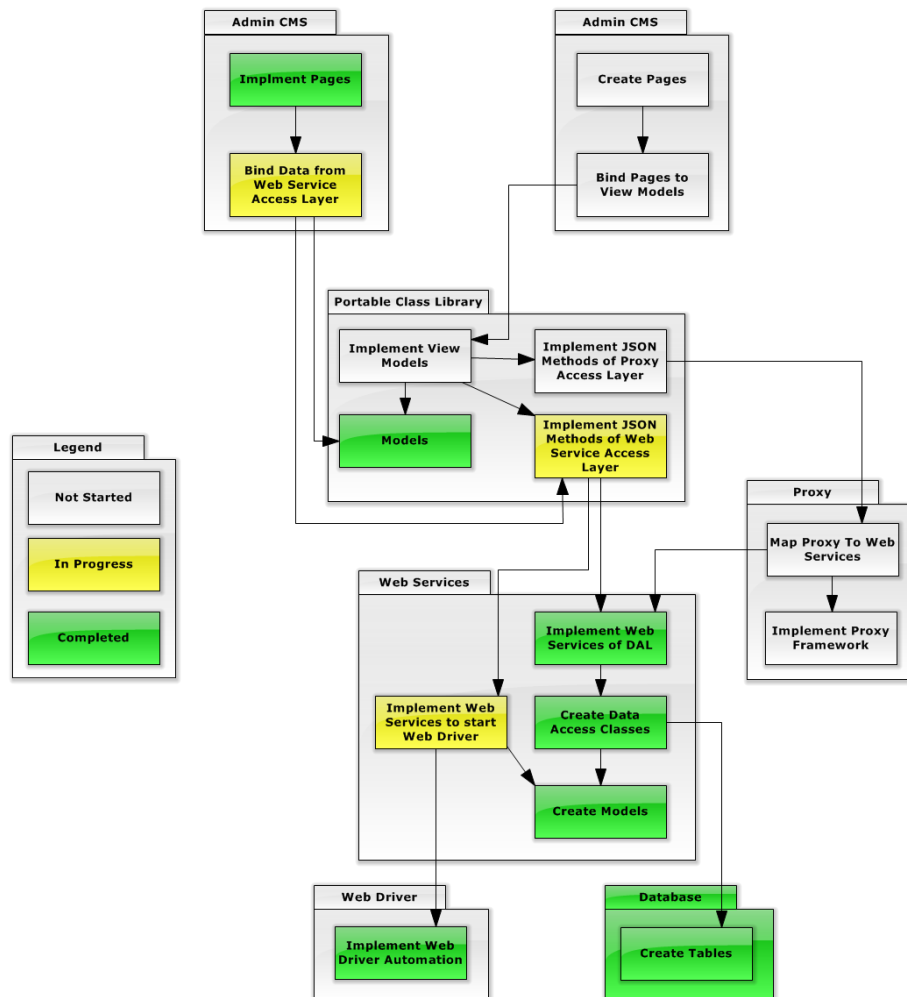 Admin CMS
Implment Pages
Bind Data from
Web Service
Access Layer
Admin CMS
Create Pages
Bind Pages to
View Models
Portable Class Library
Implement View
Models
Implement JSON
Methods of Proxy
Access Layer
Models
Implement JSON
Methods of Web
Service Access
Layer
Legend
Not Started
In Progress
Completed
Proxy
Map Proxy To Web
Services
Implement Proxy
Framework
Web Services
Implement Web
Services of DAL
Implement Web
Services to start
Web Driver
Create Data
Access Classes
Create Models
Web Driver
Implement Web
Driver Automation
Database
Create Tables